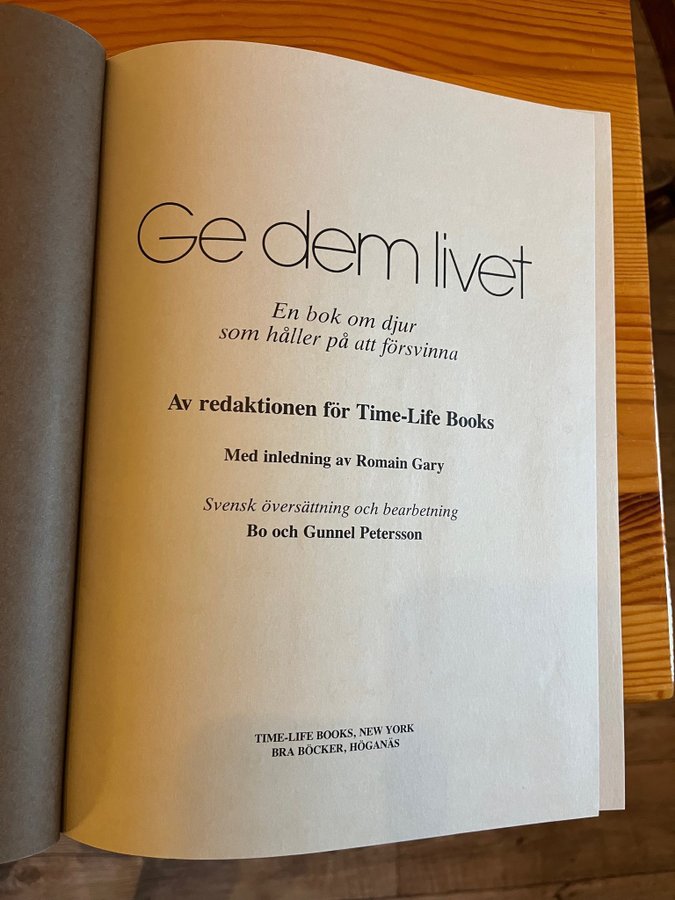 Ge dem livet
En bok om djur
som håller på att försvinna
Av redaktionen för Time-Life Books
Med inledning av Romain Gary
Svensk översättning och bearbetning
Bo och Gunnel Petersson
TIME-LIFE BOOKS, NEW YORK
BRA BÖCKER, HÖGANÄS